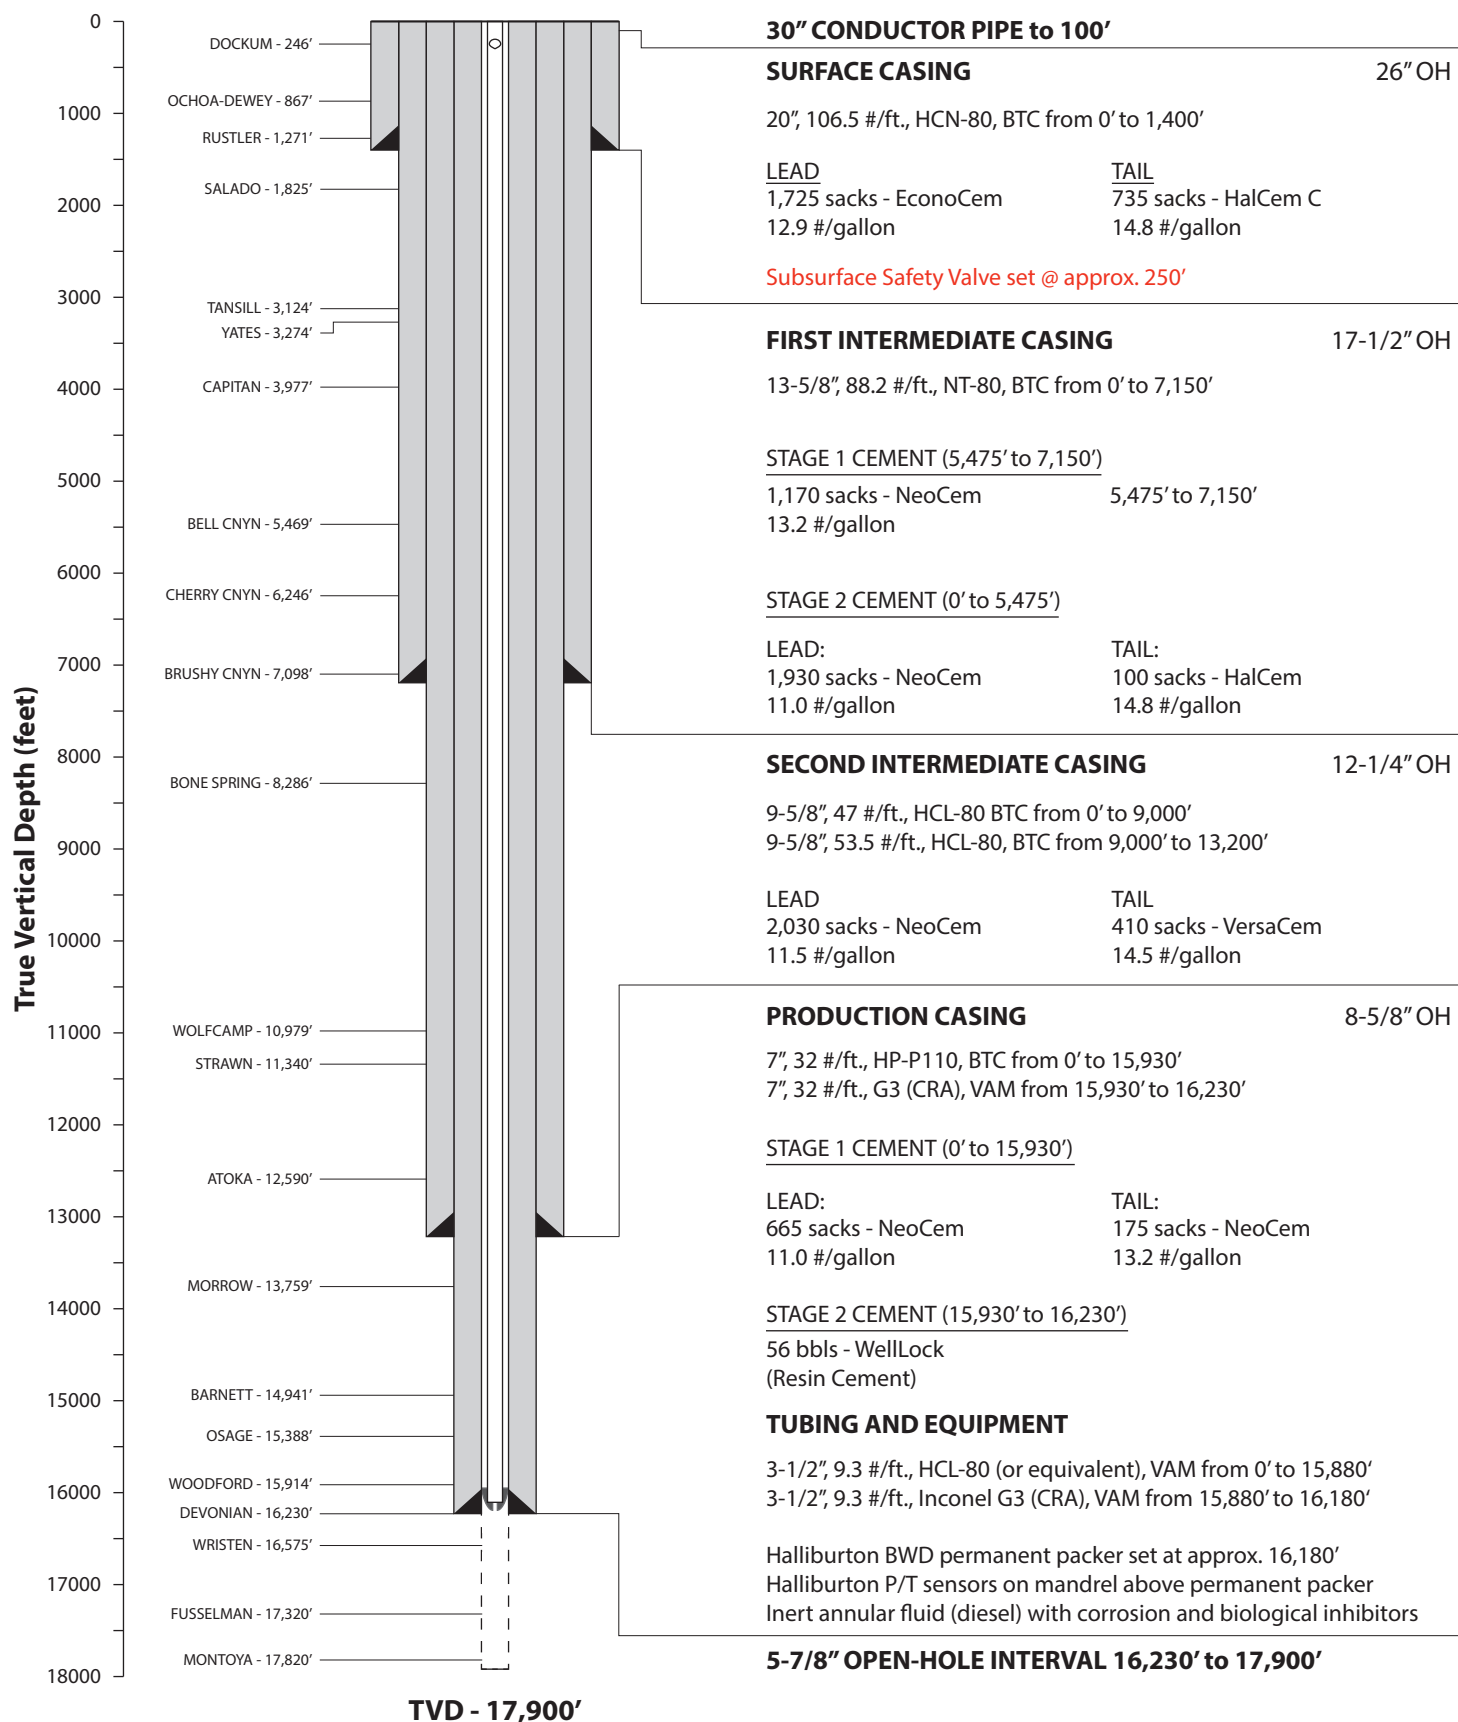 0
1000
2000
3000
4000
5000
6000
7000
8000
9000
10000
11000
12000
13000
14000
15000
16000
17000
18000
True Vertical Depth (feet)
DOCKUM - 246’
OCHOA-DEWEY - 867’
RUSTLER - 1,271’
SALADO - 1,825’
TANSILL - 3,124’
YATES - 3,274’
CAPITAN - 3,977’
BELL CNYN - 5,469’
CHERRY CNYN - 6,246’
BRUSHY CNYN - 7,098’
BONE SPRING - 8,286’
WOLFCAMP - 10,979’
STRAWN - 11,340’
ATOKA - 12,590’
MORROW - 13,759’
BARNETT - 14,941’
OSAGE - 15,388’
WOODFORD - 15,914’
DEVONIAN - 16,230’
WRISTEN - 16,575’
FUSSELMAN - 17,320’
MONTOYA - 17,820’
TVD - 17,900’
30” CONDUCTOR PIPE to 100’
SURFACE CASING 26” OH
20”, 106.5 #/ft., HCN-80, BTC from 0’ to 1,400’
LEAD TAIL
1,725 sacks - EconoCem 735 sacks - HalCem C
12.9 #/gallon 14.8 #/gallon
Subsurface Safety Valve set @ approx. 250’
FIRST INTERMEDIATE CASING 17-1/2” OH
13-5/8”, 88.2 #/ft., NT-80, BTC from 0’ to 7,150’
STAGE 1 CEMENT (5,475’ to 7,150’)
1,170 sacks - NeoCem 5,475’ to 7,150’
13.2 #/gallon
STAGE 2 CEMENT (0’ to 5,475’)
LEAD: TAIL:
1,930 sacks - NeoCem 100 sacks - HalCem
11.0 #/gallon 14.8 #/gallon
SECOND INTERMEDIATE CASING 12-1/4” OH
9-5/8”, 47 #/ft., HCL-80 BTC from 0’ to 9,000’
9-5/8”, 53.5 #/ft., HCL-80, BTC from 9,000’ to 13,200’
LEAD TAIL
2,030 sacks - NeoCem 410 sacks - VersaCem
11.5 #/gallon 14.5 #/gallon
PRODUCTION CASING 8-5/8” OH
7”, 32 #/ft., HP-P110, BTC from 0’ to 15,930’
7”, 32 #/ft., G3 (CRA), VAM from 15,930’ to 16,230’
STAGE 1 CEMENT (0’ to 15,930’)
LEAD: TAIL:
665 sacks - NeoCem 175 sacks - NeoCem
11.0 #/gallon 13.2 #/gallon
STAGE 2 CEMENT (15,930’ to 16,230’)
56 bbls - WellLock
(Resin Cement)
TUBING AND EQUIPMENT
3-1/2”, 9.3 #/ft., HCL-80 (or equivalent), VAM from 0’ to 15,880‘
3-1/2”, 9.3 #/ft., Inconel G3 (CRA), VAM from 15,880’ to 16,180‘
Halliburton BWD permanent packer set at approx. 16,180’
Halliburton P/T sensors on mandrel above permanent packer
Inert annular fluid (diesel) with corrosion and biological inhibitors
5-7/8” OPEN-HOLE INTERVAL 16,230’ to 17,900’